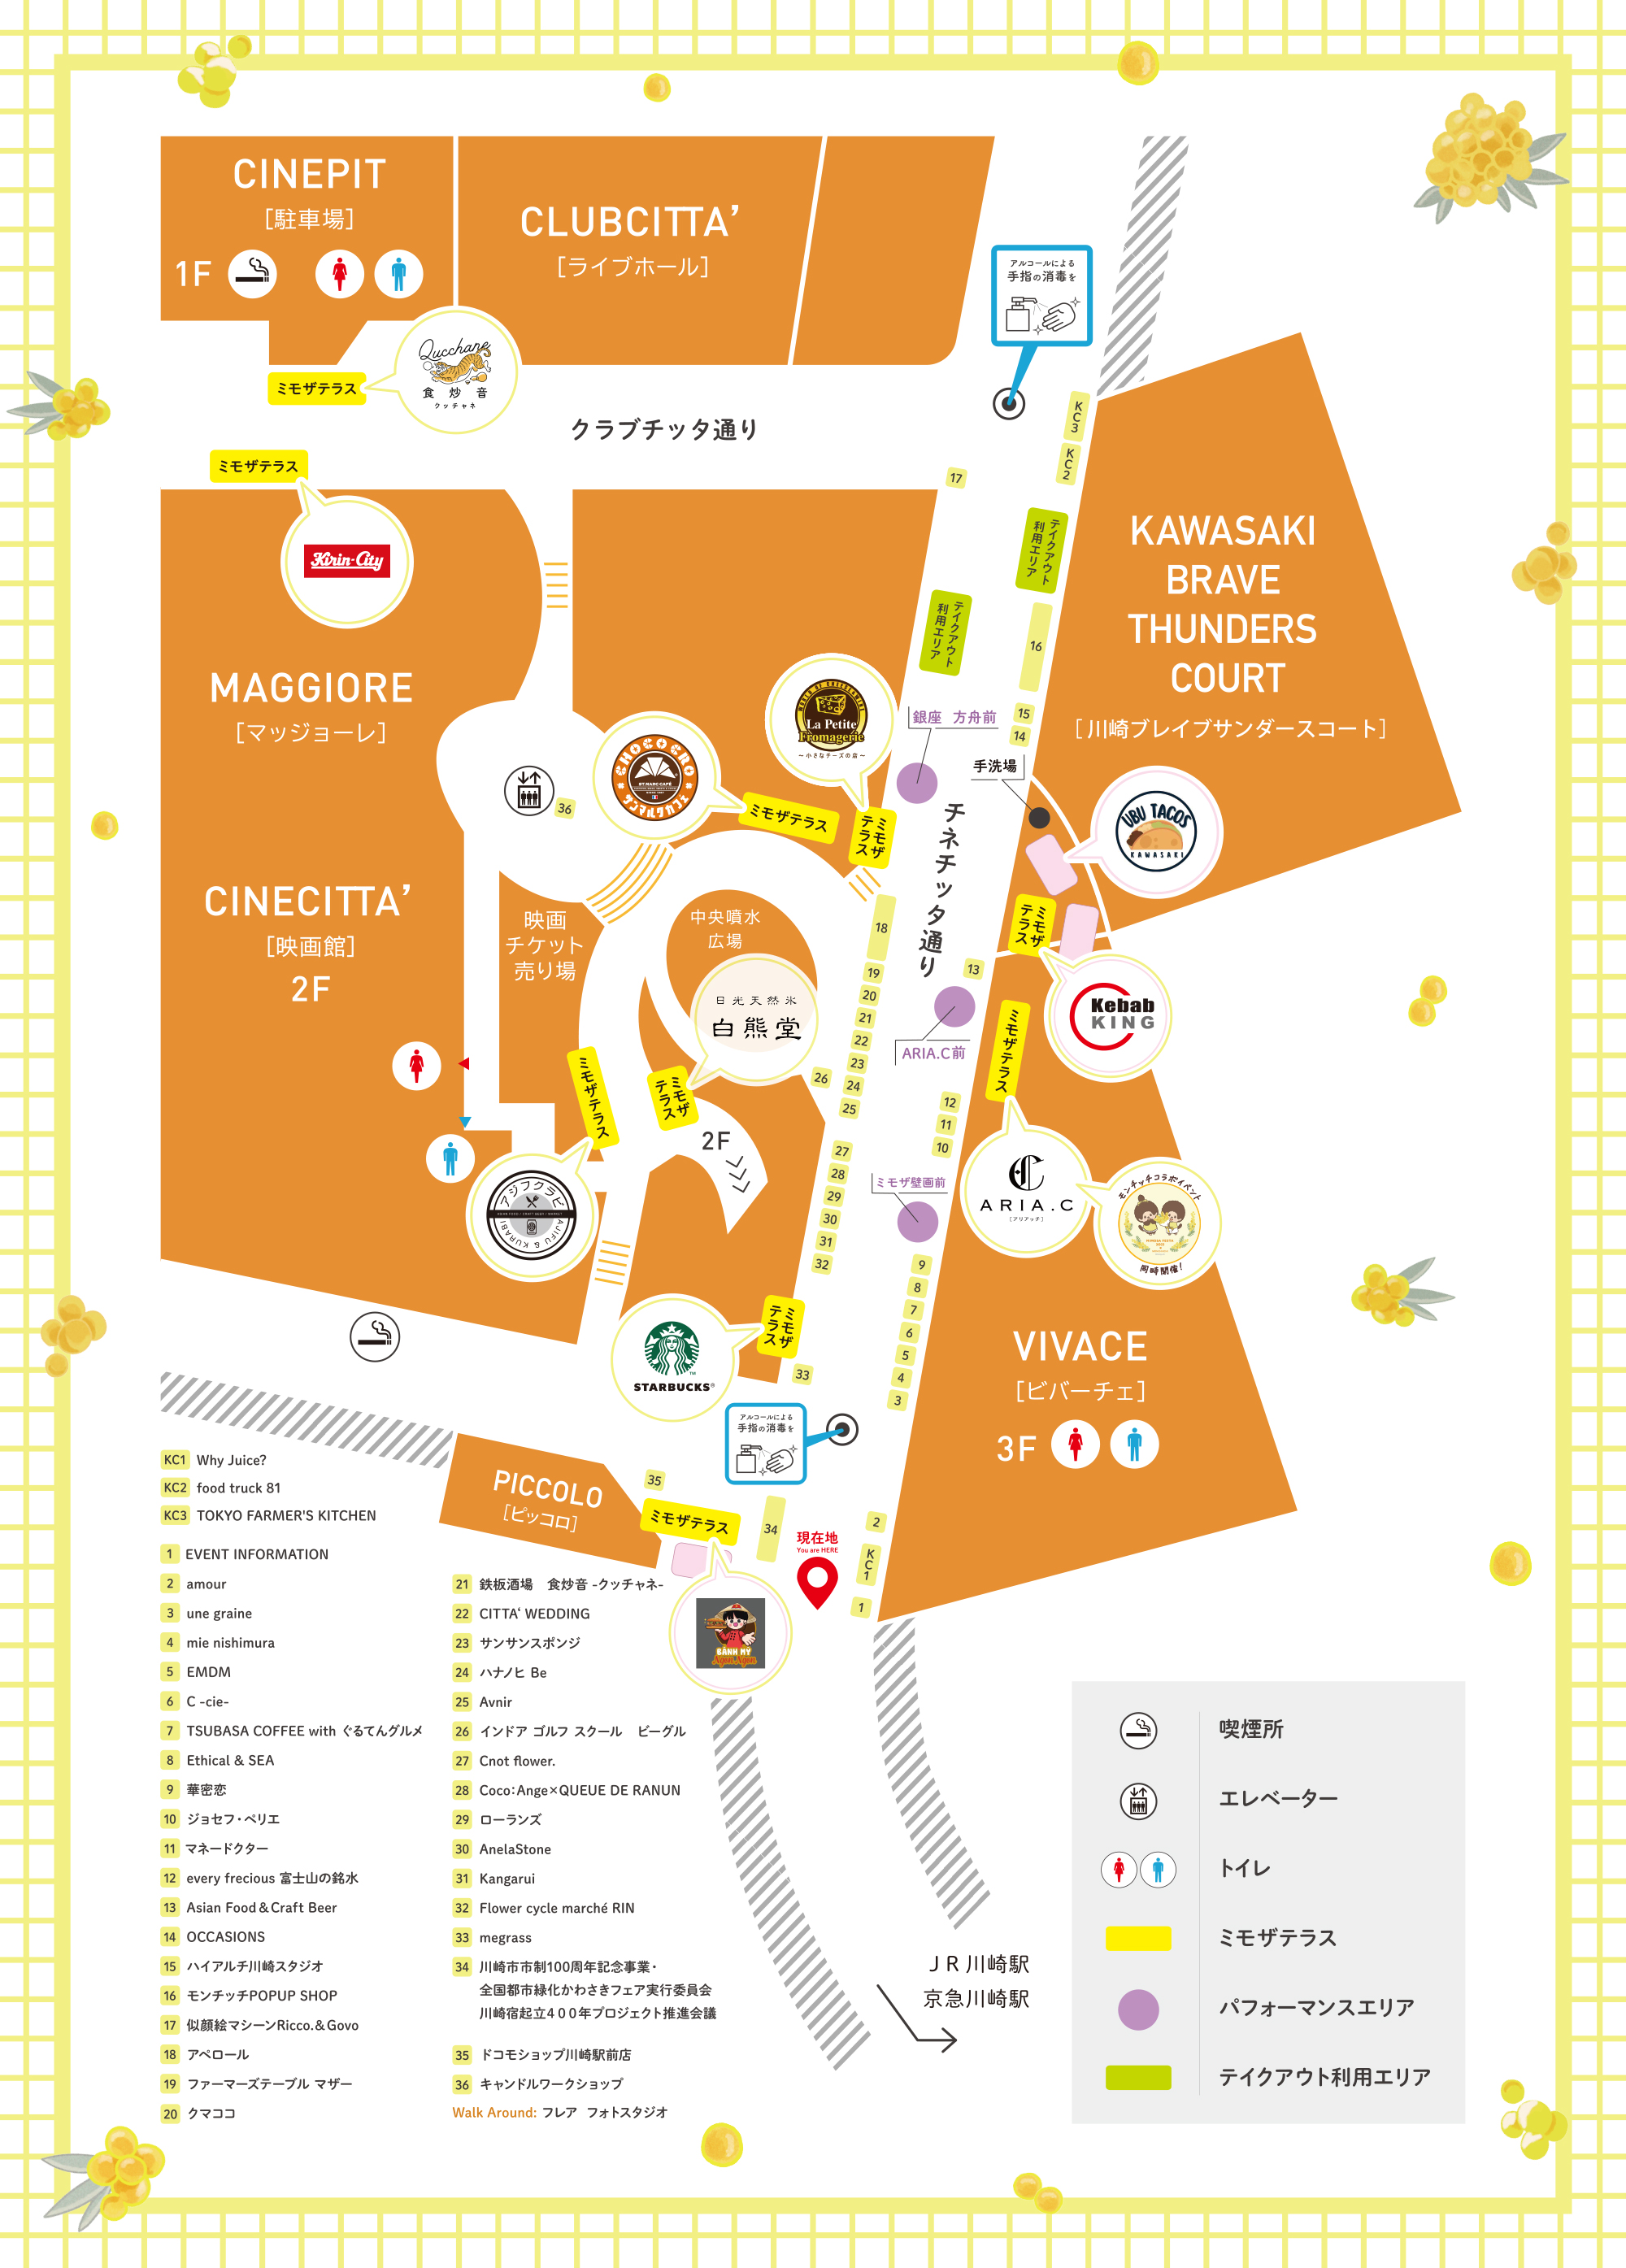 CINEPIT
[駐車場]
1F
CLUBCITTA’
[ライブホール]
アルコールによる
手指の消毒を
Qucchane
食 炒 音
クッチャネ
ミモザテラス
クラブチッタ通り
ミモザテラス
Kirin-City
KC3
KC2
17
テイクアウト
利用エリア
テイクアウト
利用エリア
16
15
14
KAWASAKI
BRAVE
THUNDERS
COURT
[川崎ブレイブサンダースコート]
MAGGIORE
[マッジョーレ]
CINECITTA’
[映画館]
2F
36
CHOCOCRO
ST.MARC CAFÉ
サンマルクカフェ
ミモザテラス
La Petite
Fromagerie
～小さなチーズの店～
ミモザ
テラス
銀座 方舟前
手洗場
チネチッタ通り
UBU TACOS
KAWASAKI
ミモザ
テラス
Kebab
KING
映画
チケット
売り場
中央噴水
広場
日光天然氷
白熊堂
ミモザ
テラス
ミモザテラス
18
19
20
21
22
23
24
25
26
13
ARIA.C前
ミモザテラス
12
11
10
2F
27
28
29
30
31
32
ミモザ壁画前
ARIA.C
[アリアッチ]
モンチッチコラボイベント
同時開催!
アジフクラビ
AJIFU & KURABI
9
8
7
6
5
4
3
STARBUCKS®
ミモザ
テラス
33
VIVACE
[ビバーチェ]
3F
アルコールによる
手指の消毒を
PICCOLO
[ピッコロ]
35
ミモザテラス
34
現在地
You are HERE
2
KC1
1
BÁNH MÌ
Ngon Ngon
KC1 Why Juice?
KC2 food truck 81
KC3 TOKYO FARMER'S KITCHEN
1 EVENT INFORMATION
2 amour
3 une graine
4 mie nishimura
5 EMDM
6 C -cie-
7 TSUBASA COFFEE with ぐるてんグルメ
8 Ethical & SEA
9 華密恋
10 ジョセフ・ペリエ
11 マネードクター
12 every frecious 富士山の銘水
13 Asian Food＆Craft Beer
14 OCCASIONS
15 ハイアルチ川崎スタジオ
16 モンチッチPOPUP SHOP
17 似顔絵マシーンRicco.＆Govo
18 アペロール
19 ファーマーズテーブル マザー
20 クマココ
21 鉄板酒場 食炒音 -クッチャネ-
22 CITTA‘ WEDDING
23 サンサンスポンジ
24 ハナノヒ Be
25 Avnir
26 インドア ゴルフ スクール ビーグル
27 Cnot flower.
28 Coco：Ange×QUEUE DE RANUN
29 ローランズ
30 AnelaStone
31 Kangarui
32 Flower cycle marché RIN
33 megrass
34 川崎市市制100周年記念事業・
全国都市緑化かわさきフェア実行委員会
川崎宿起立４００年プロジェクト推進会議
35 ドコモショップ川崎駅前店
36 キャンドルワークショップ
Walk Around: フレア フォトスタジオ
ＪＲ川崎駅
京急川崎駅
喫煙所
エレベーター
トイレ
ミモザテラス
パフォーマンスエリア
テイクアウト利用エリア